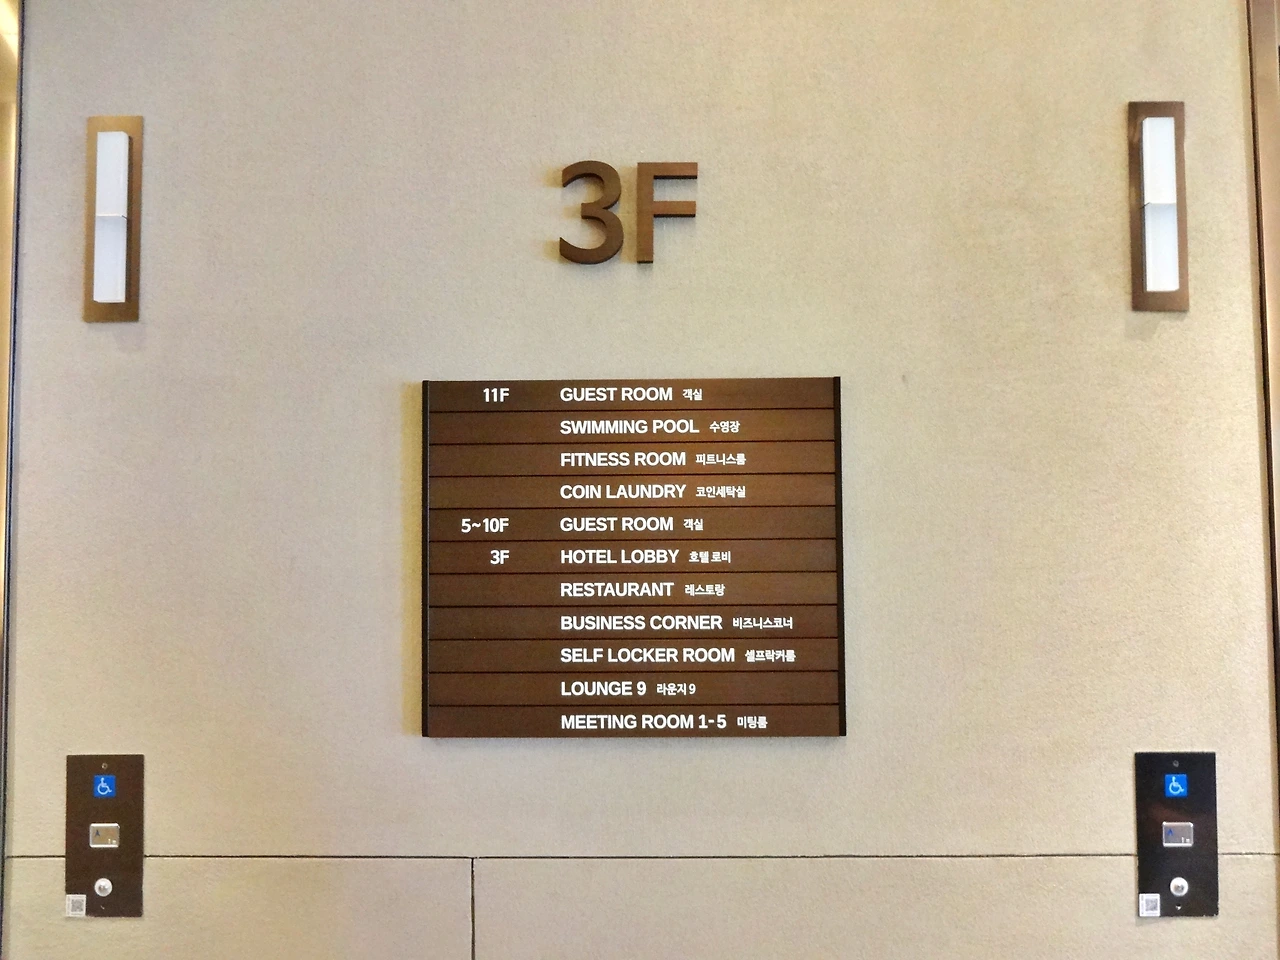 3F
11F GUEST ROOM 객실
SWIMMING POOL 수영장
FITNESS ROOM 피트니스룸
COIN LAUNDRY 코인세탁실
5~10F GUEST ROOM 객실
3F HOTEL LOBBY 호텔 로비
RESTAURANT 레스토랑
BUSINESS CORNER 비즈니스코너
SELF LOCKER ROOM 셀프락커룸
LOUNGE 9 라운지 9
MEETING ROOM 1-5 미팅룸